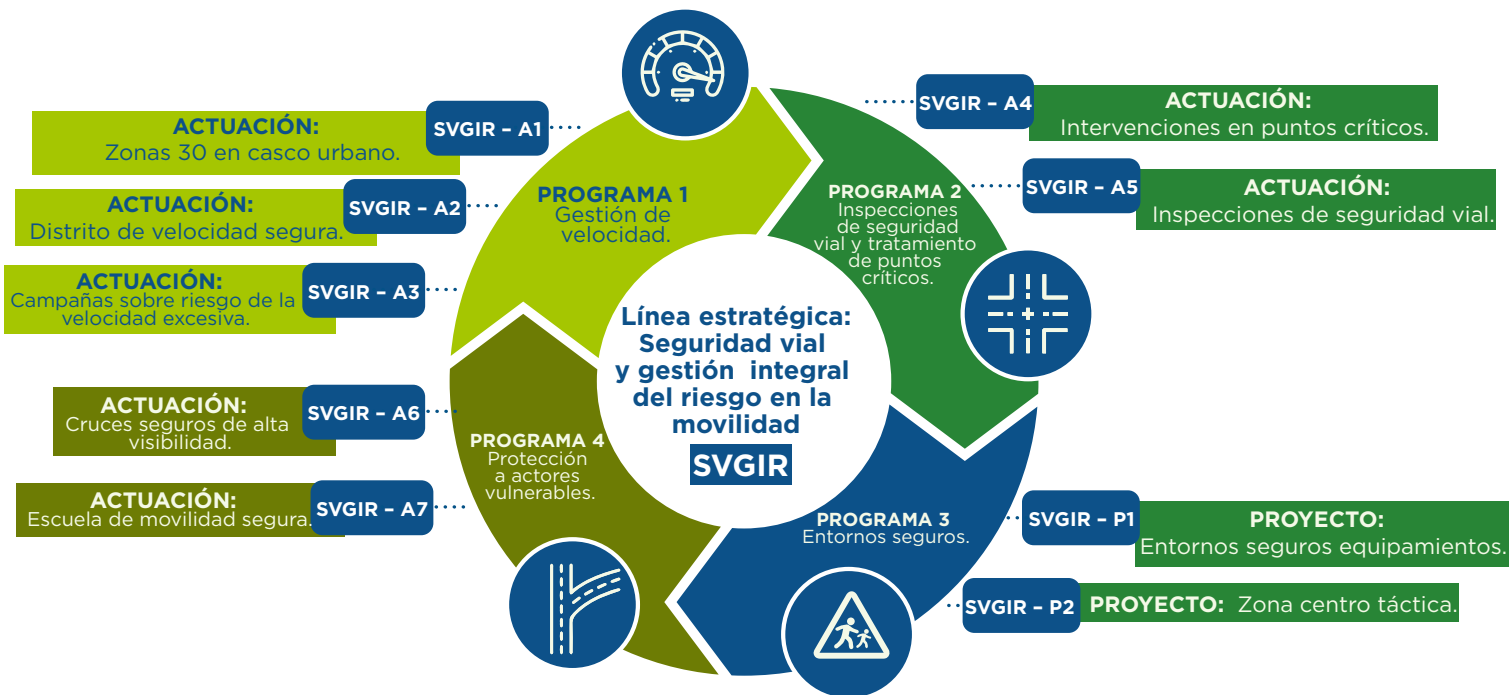 Línea estratégica:
Seguridad vial
y gestión integral
del riesgo en la
movilidad
SVGIR
PROGRAMA 1
Gestión de
velocidad.
SVGIR – A1
ACTUACIÓN:
Zonas 30 en casco urbano.
SVGIR – A2
ACTUACIÓN:
Distrito de velocidad segura.
SVGIR – A3
ACTUACIÓN:
Campañas sobre riesgo de la
velocidad excesiva.
PROGRAMA 2
Inspecciones
de seguridad
vial y tratamiento
de puntos
críticos.
SVGIR – A4
ACTUACIÓN:
Intervenciones en puntos críticos.
SVGIR – A5
ACTUACIÓN:
Inspecciones de seguridad vial.
PROGRAMA 3
Entornos seguros.
SVGIR – P1
PROYECTO:
Entornos seguros equipamientos.
SVGIR – P2
PROYECTO: Zona centro táctica.
PROGRAMA 4
Protección
a actores
vulnerables.
SVGIR – A6
ACTUACIÓN:
Cruces seguros de alta
visibilidad.
SVGIR – A7
ACTUACIÓN:
Escuela de movilidad segura.